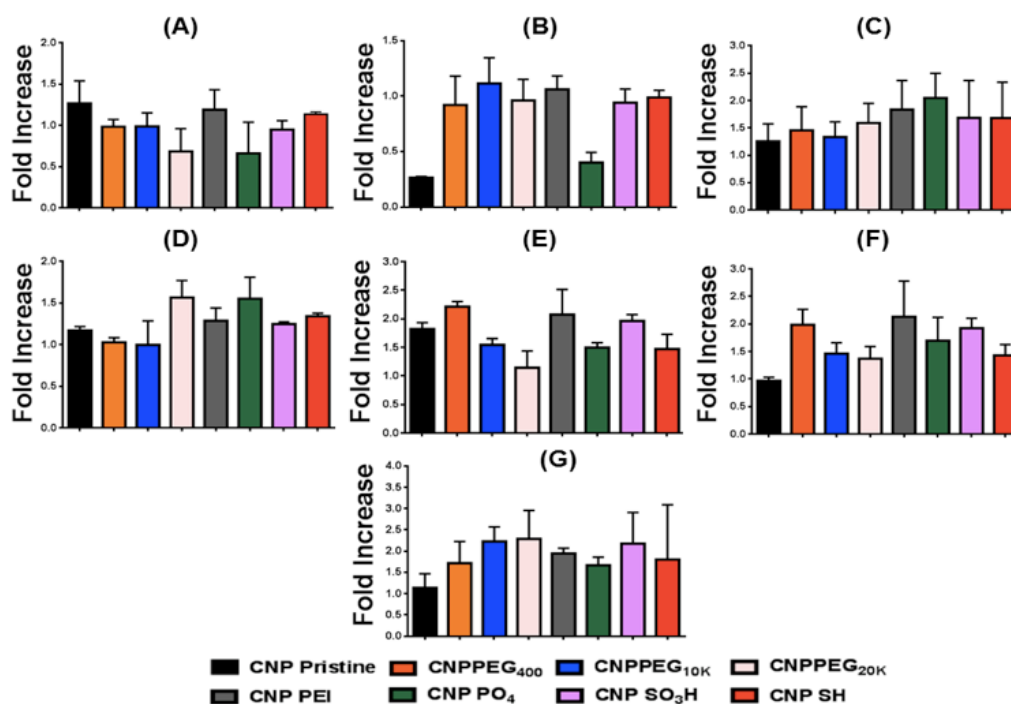 (A) (B) (C)
Fold Increase 2.0 1.5 1.0 0.5 0.0
Fold Increase 1.5 1.0 0.5 0.0
Fold Increase 3.0 2.5 2.0 1.5 1.0 0.5 0.0
(D) (E) (F)
Fold Increase 2.0 1.5 1.0 0.5 0.0
Fold Increase 3.0 2.5 2.0 1.5 1.0 0.5 0.0
Fold Increase 3.0 2.5 2.0 1.5 1.0 0.5 0.0
(G)
Fold Increase 4.0 3.5 3.0 2.5 2.0 1.5 1.0 0.5 0.0
CNP Pristine CNPPEG₄₀₀ CNPPEG₁₀ₖ CNPPEG₂₀ₖ
CNP PEI CNP PO₄ CNP SO₃H CNP SH